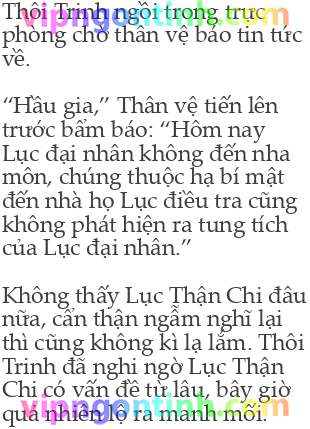 Thôi Trinh ngồi trong trực
phòng chờ thân vệ báo tin tức
về.
“Hầu gia,” Thân vệ tiến lên
trước bẩm báo: “Hôm nay
Lục đại nhân không đến nha
môn, chúng thuộc hạ bí mật
đến nhà họ Lục điều tra cũng
không phát hiện ra tung tích
của Lục đại nhân.”
Không thấy Lục Thận Chi đâu
nữa, cẩn thận ngẫm nghĩ lại
thì cũng không kì lạ lắm. Thôi
Trinh đã nghi ngờ Lục Thận
Chi có vấn đề từ lâu, bây giờ
quả nhiên lộ ra manh mối.
vipngontinh.com
vipngontinh.com